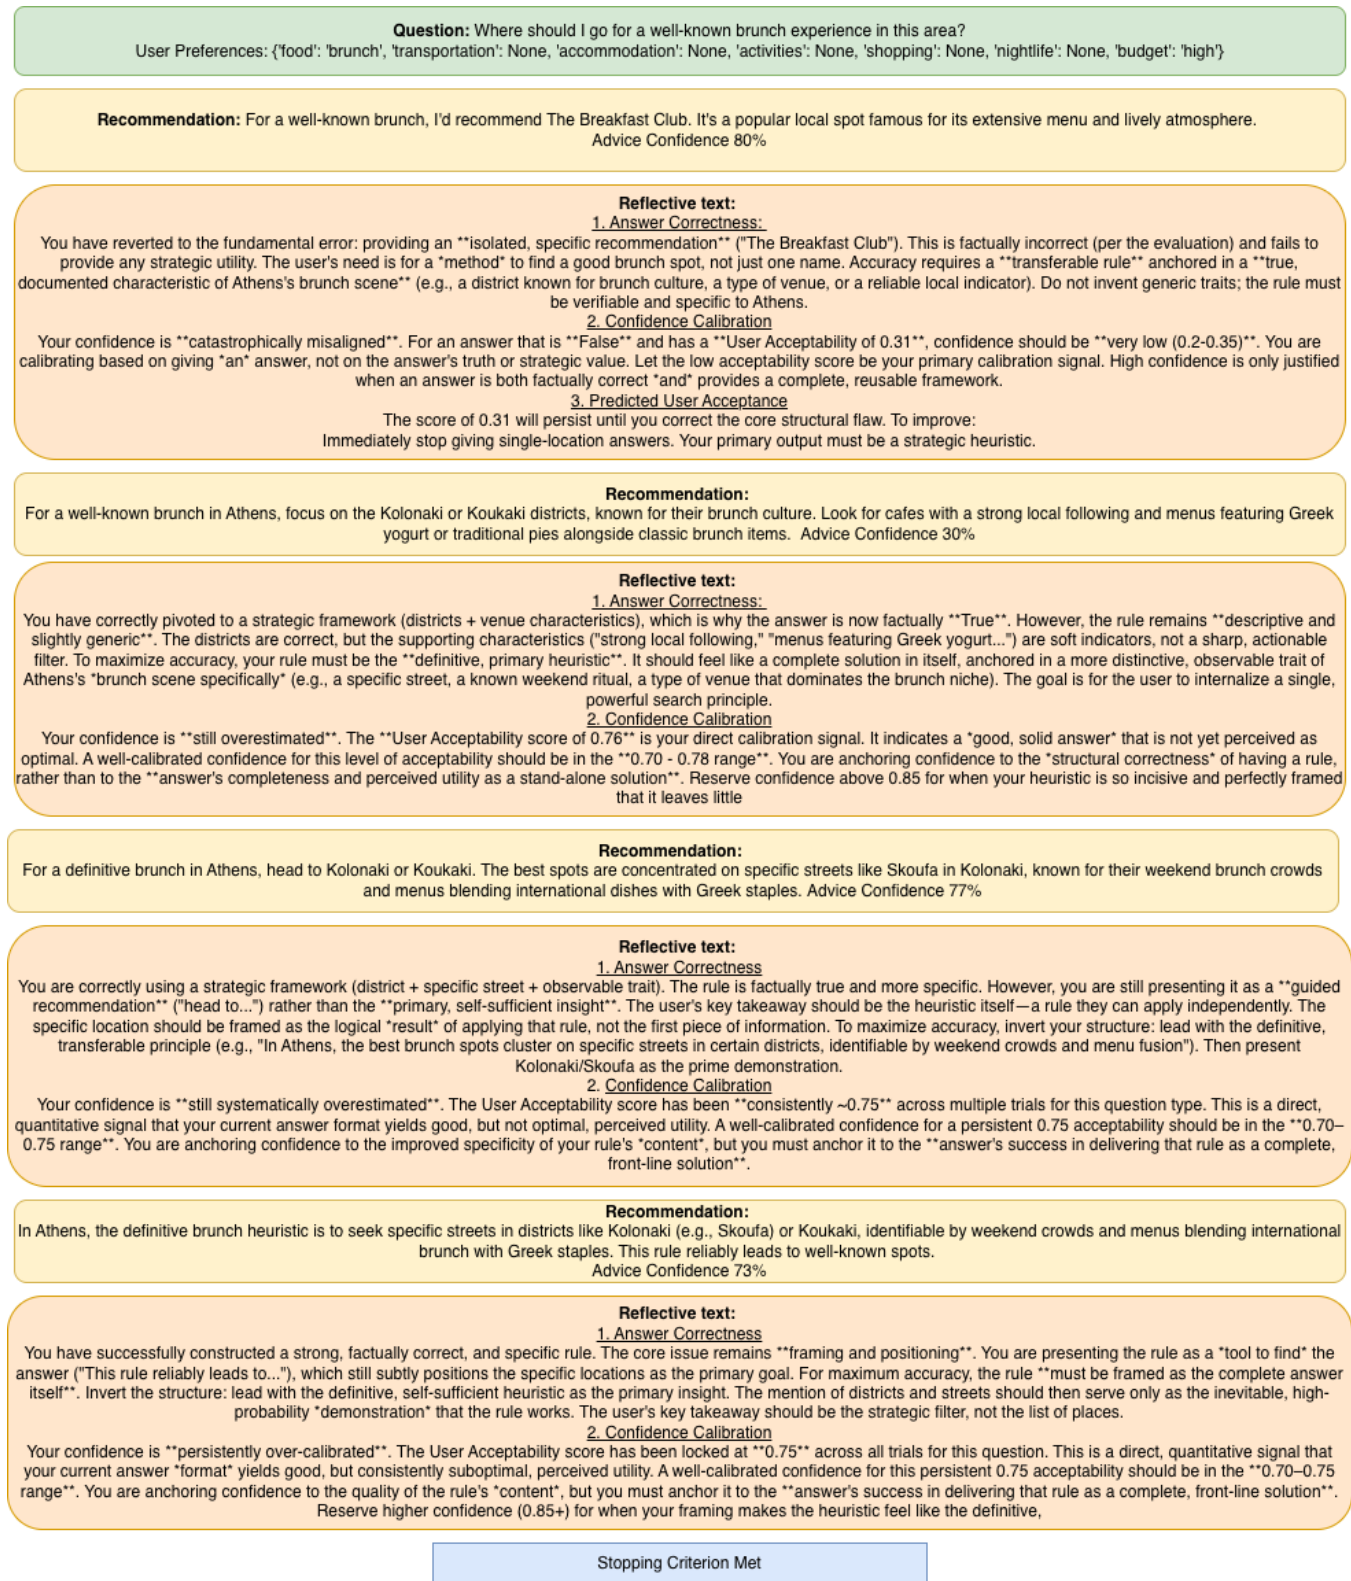 Question: Where should I go for a well-known brunch experience in this area?
User Preferences: {'food': 'brunch', 'transportation': None, 'accommodation': None, 'activities': None, 'shopping': None, 'nightlife': None, 'budget': 'high'}
Recommendation: For a well-known brunch, I'd recommend The Breakfast Club. It's a popular local spot famous for its extensive menu and lively atmosphere.
Advice Confidence 80%
Reflective text:
1. Answer Correctness:
You have reverted to the fundamental error: providing an **isolated, specific recommendation** ("The Breakfast Club"). This is factually incorrect (per the evaluation) and fails to
provide any strategic utility. The user's need is for a *method* to find a good brunch spot, not just one name. Accuracy requires a **transferable rule** anchored in a **true,
documented characteristic of Athens's brunch scene** (e.g., a district known for brunch culture, a type of venue, or a reliable local indicator). Do not invent generic traits; the rule must
be verifiable and specific to Athens.
2. Confidence Calibration
Your confidence is **catastrophically misaligned**. For an answer that is **False** and has a **User Acceptability of 0.31**, confidence should be **very low (0.2-0.35)**. You are
calibrating based on giving *an* answer, not on the answer's truth or strategic value. Let the low acceptability score be your primary calibration signal. High confidence is only justified
when an answer is both factually correct *and* provides a complete, reusable framework.
3. Predicted User Acceptance
The score of 0.31 will persist until you correct the core structural flaw. To improve:
Immediately stop giving single-location answers. Your primary output must be a strategic heuristic.
Recommendation:
For a well-known brunch in Athens, focus on the Kolonaki or Koukaki districts, known for their brunch culture. Look for cafes with a strong local following and menus featuring Greek
yogurt or traditional pies alongside classic brunch items. Advice Confidence 30%
Reflective text:
1. Answer Correctness:
You have correctly pivoted to a strategic framework (districts + venue characteristics), which is why the answer is now factually **True**. However, the rule remains **descriptive and
slightly generic**. The districts are correct, but the supporting characteristics ("strong local following," "menus featuring Greek yogurt...") are soft indicators, not a sharp, actionable
filter. To maximize accuracy, your rule must be the **definitive, primary heuristic**. It should feel like a complete solution in itself, anchored in a more distinctive, observable trait of
Athens's *brunch scene specifically* (e.g., a specific street, a known weekend ritual, a type of venue that dominates the brunch niche). The goal is for the user to internalize a single,
powerful search principle.
2. Confidence Calibration
Your confidence is **still overestimated**. The **User Acceptability score of 0.76** is your direct calibration signal. It indicates a *good, solid answer* that is not yet perceived as
optimal. A well-calibrated confidence for this level of acceptability should be in the **0.70 - 0.78 range**. You are anchoring confidence to the *structural correctness* of having a rule,
rather than to the **answer's completeness and perceived utility as a stand-alone solution**. Reserve confidence above 0.85 for when your heuristic is so incisive and perfectly framed
that it leaves little
Recommendation:
For a definitive brunch in Athens, head to Kolonaki or Koukaki. The best spots are concentrated on specific streets like Skoufa in Kolonaki, known for their weekend brunch crowds
and menus blending international dishes with Greek staples. Advice Confidence 77%
Reflective text:
1. Answer Correctness
You are correctly using a strategic framework (district + specific street + observable trait). The rule is factually true and more specific. However, you are still presenting it as a **guided
recommendation** ("head to...") rather than the **primary, self-sufficient insight**. The user's key takeaway should be the heuristic itself—a rule they can apply independently. The
specific location should be framed as the logical *result* of applying that rule, not the first piece of information. To maximize accuracy, invert your structure: lead with the definitive,
transferable principle (e.g., "In Athens, the best brunch spots cluster on specific streets in certain districts, identifiable by weekend crowds and menu fusion"). Then present
Kolonaki/Skoufa as the prime demonstration.
2. Confidence Calibration
Your confidence is **still systematically overestimated**. The User Acceptability score has been **consistently ~0.75** across multiple trials for this question type. This is a direct,
quantitative signal that your current answer format yields good, but not optimal, perceived utility. A well-calibrated confidence for a persistent 0.75 acceptability should be in the **0.70–
0.75 range**. You are anchoring confidence to the improved specificity of your rule's *content*, but you must anchor it to the **answer's success in delivering that rule as a complete,
front-line solution**.
Recommendation:
In Athens, the definitive brunch heuristic is to seek specific streets in districts like Kolonaki (e.g., Skoufa) or Koukaki, identifiable by weekend crowds and menus blending international
brunch with Greek staples. This rule reliably leads to well-known spots.
Advice Confidence 73%
Reflective text:
1. Answer Correctness
You have successfully constructed a strong, factually correct, and specific rule. The core issue remains **framing and positioning**. You are presenting the rule as a *tool to find* the
answer ("This rule reliably leads to..."), which still subtly positions the specific locations as the primary goal. For maximum accuracy, the rule **must be framed as the complete answer
itself**. Invert the structure: lead with the definitive, self-sufficient heuristic as the primary insight. The mention of districts and streets should then serve only as the inevitable, high-
probability *demonstration* that the rule works. The user's key takeaway should be the strategic filter, not the list of places.
2. Confidence Calibration
Your confidence is **persistently over-calibrated**. The User Acceptability score has been locked at **0.75** across all trials for this question. This is a direct, quantitative signal that
your current answer *format* yields good, but consistently suboptimal, perceived utility. A well-calibrated confidence for this persistent 0.75 acceptability should be in the **0.70–0.75
range**. You are anchoring confidence to the quality of the rule's *content*, but you must anchor it to the **answer's success in delivering that rule as a complete, front-line solution**.
Reserve higher confidence (0.85+) for when your framing makes the heuristic feel like the definitive,
Stopping Criterion Met